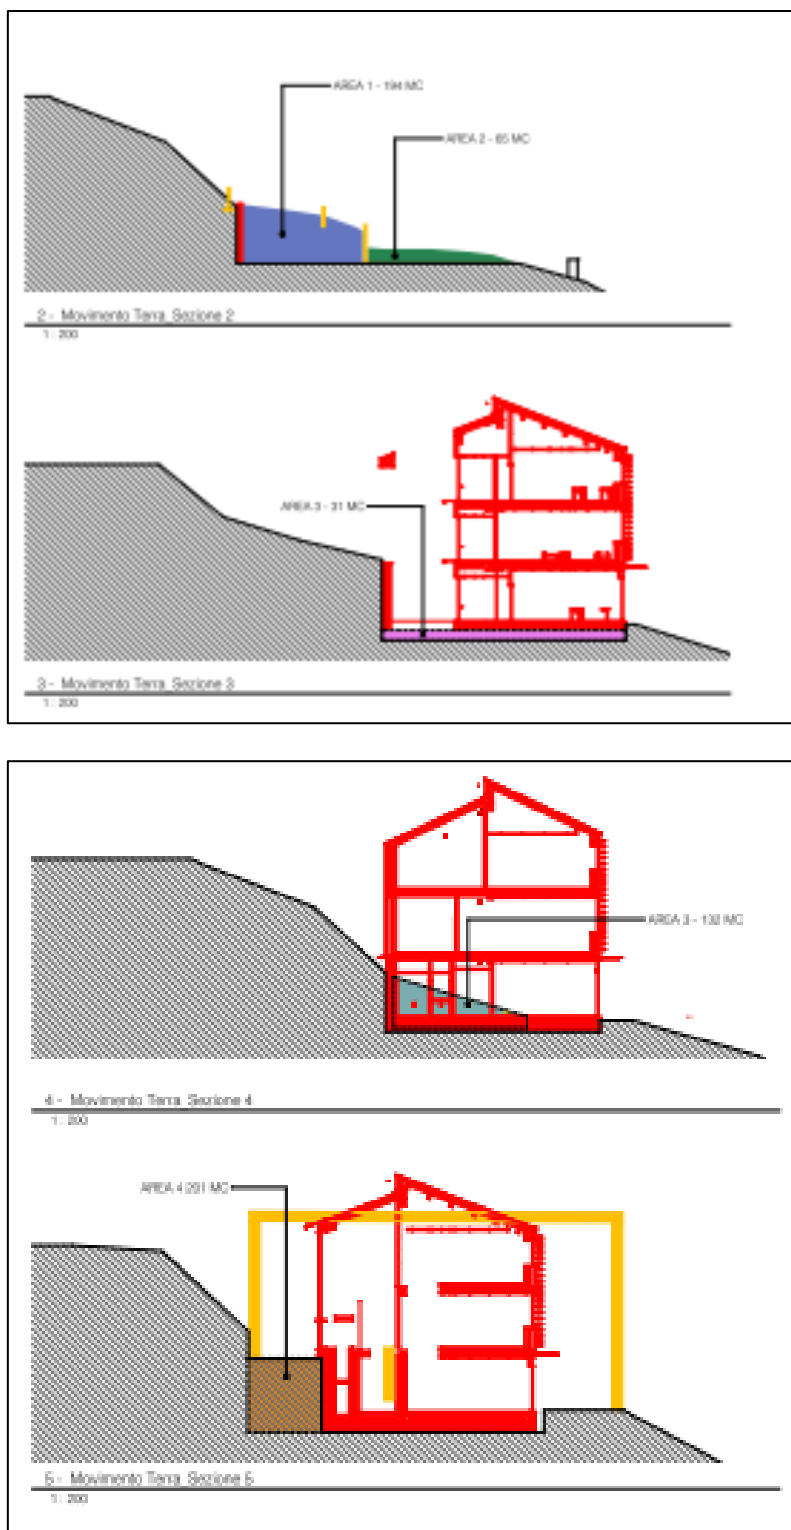 AREA 1 - 194 MC
AREA 2 - 65 MC
2 - Movimento Terra_Sezione 2
1 : 200
AREA 3 - 31 MC
3 - Movimento Terra_Sezione 3
1 : 200
AREA 3 - 132 MC
4 - Movimento Terra_Sezione 4
1 : 200
AREA 4 201 MC
5 - Movimento Terra_Sezione 5
1 : 200